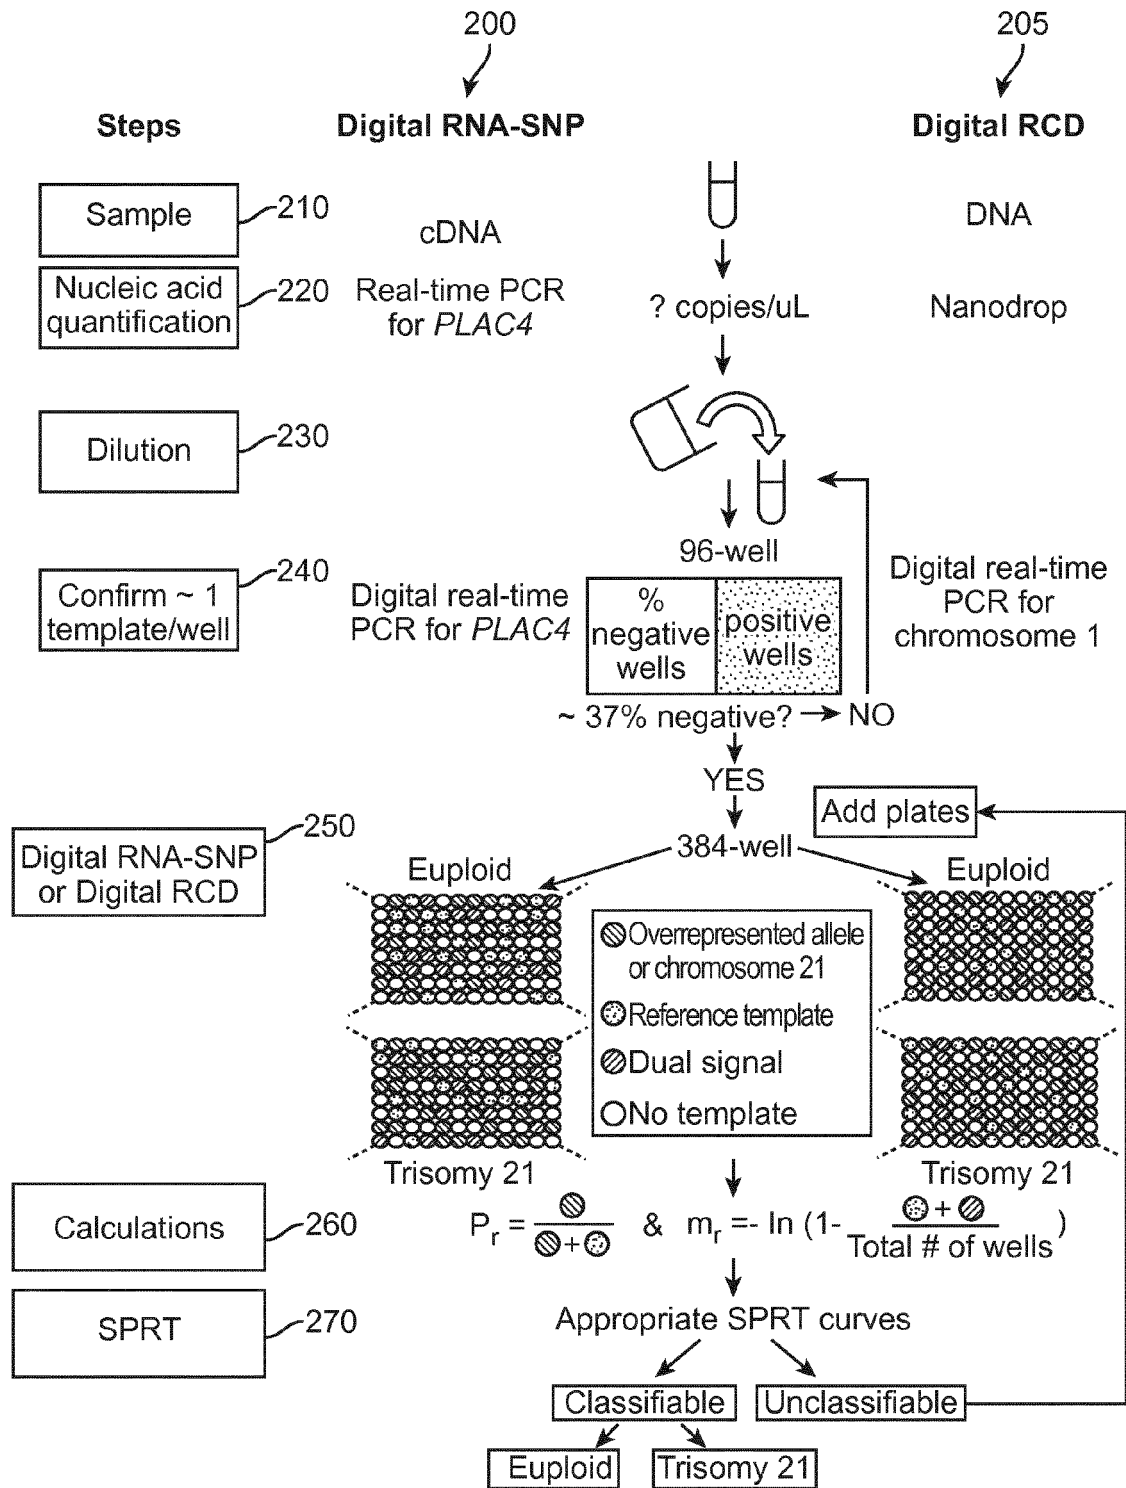 200
205
Steps
Digital RNA-SNP
Digital RCD
Sample
210
cDNA
DNA
Nucleic acid
quantification
220
Real-time PCR
for PLAC4
? copies/uL
Nanodrop
Dilution
230
96-well
Confirm ~ 1
template/well
240
Digital real-time
PCR for PLAC4
%
negative
wells
positive
wells
Digital real-time
PCR for
chromosome 1
~ 37% negative?
NO
YES
Add plates
384-well
Digital RNA-SNP
or Digital RCD
250
Euploid
Euploid
Overrepresented allele
or chromosome 21
Reference template
Dual signal
No template
Trisomy 21
Trisomy 21
Calculations
260
Pr = / + & mr =- ln (1- + / Total # of wells )
SPRT
270
Appropriate SPRT curves
Classifiable
Unclassifiable
Euploid
Trisomy 21